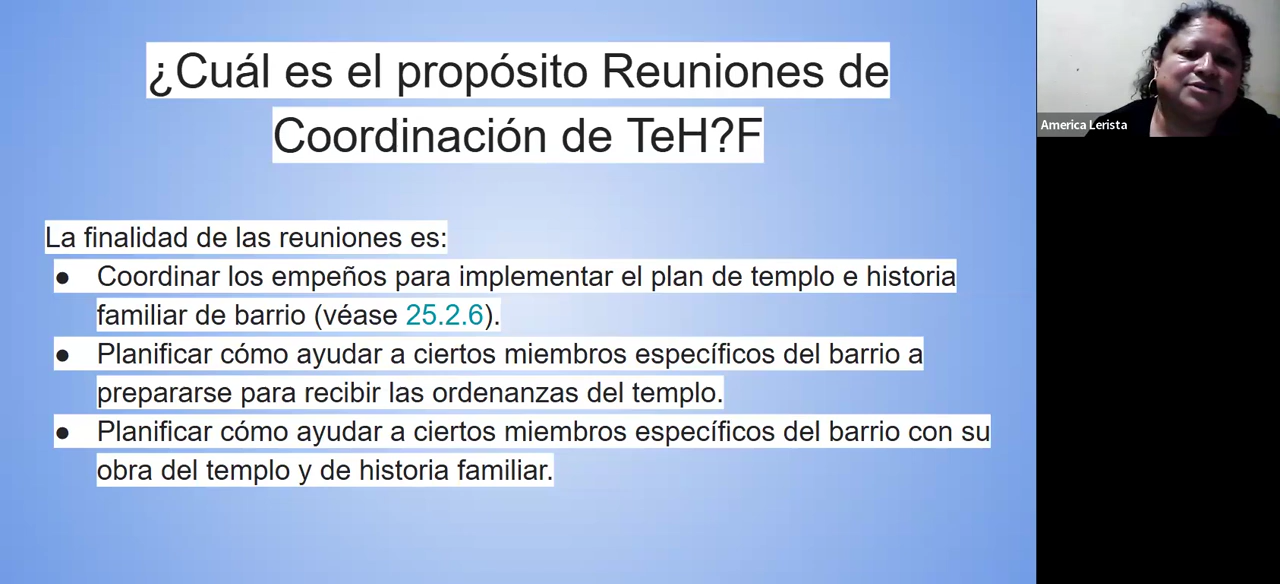 ¿Cuál es el propósito Reuniones de
Coordinación de TeH?F
La finalidad de las reuniones es:
● Coordinar los empeños para implementar el plan de templo e historia
familiar de barrio (véase 25.2.6).
● Planificar cómo ayudar a ciertos miembros específicos del barrio a
prepararse para recibir las ordenanzas del templo.
● Planificar cómo ayudar a ciertos miembros específicos del barrio con su
obra del templo y de historia familiar.
America Lerista